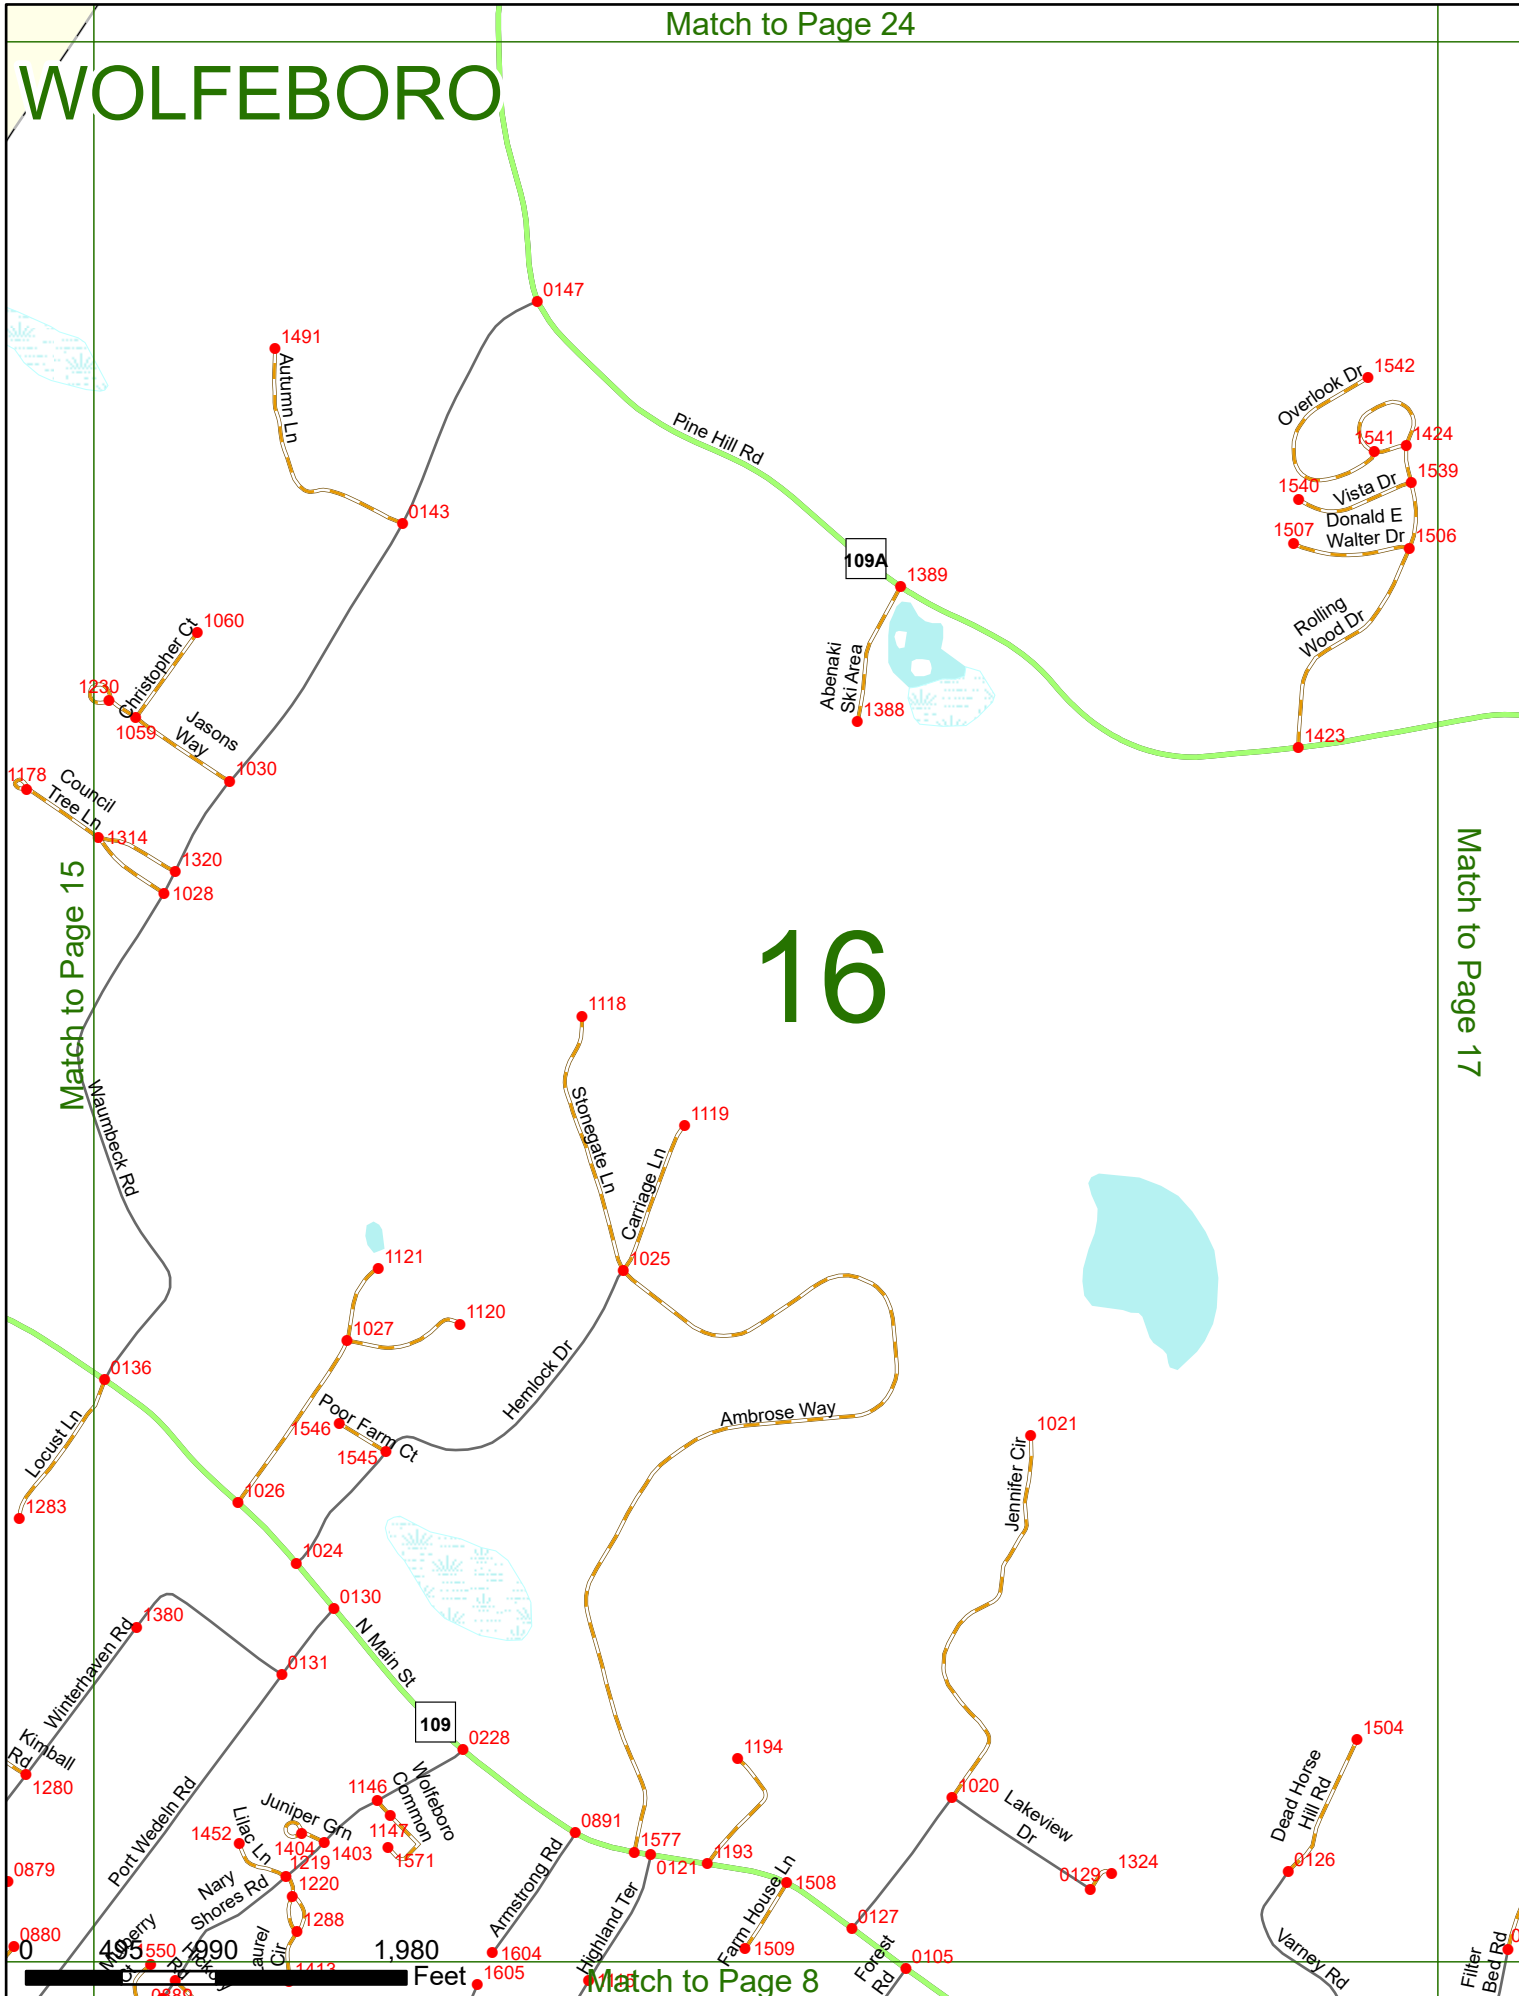 Match to Page 24
WOLFEBORO
0147
1491
Autumn Ln
1542
Overlook Dr
Pine Hill Rd
1541
1424
1539
1540
Vista Dr
0143
1507
Donald E
Walter Dr
1506
109A
1389
1060
Christopher Ct
Rolling
Wood Dr
Abenaki
Ski Area
1230
1059
Jasons
Way
1388
1423
1030
1178
Council
Tree Ln
1314
1320
1028
Match to Page 15
Match to Page 17
16
1118
Stonegate Ln
Waumbeck Rd
1119
Carriage Ln
1025
1121
1120
1027
0136
Hemlock Dr
Poor Farm Ct
1546
1545
Ambrose Way
Locust Ln
1021
Jennifer Cir
1283
1026
1024
0130
1380
N Main St
Winterhaven Rd
0131
109
0228
Kimball
Rd
1280
1504
1194
1146
Wolfeboro
Common
1020
Lakeview
Dr
Dead Horse
Hill Rd
Port Wedeln Rd
Juniper Grn
1147
1452
Lilac Ln
1404
1403
1571
0891
1577
0121
1193
1219
0879
1220
Nary
Shores Rd
Armstrong Rd
Farm House Ln
1508
0129
1324
0126
1288
Highland Ter
0127
0880
1604
1509
Forest
Rd
0105
Varney Rd
Filter
Bed Rd
0
495
990
1,980
Feet
1550
1413
1605
Match to Page 8